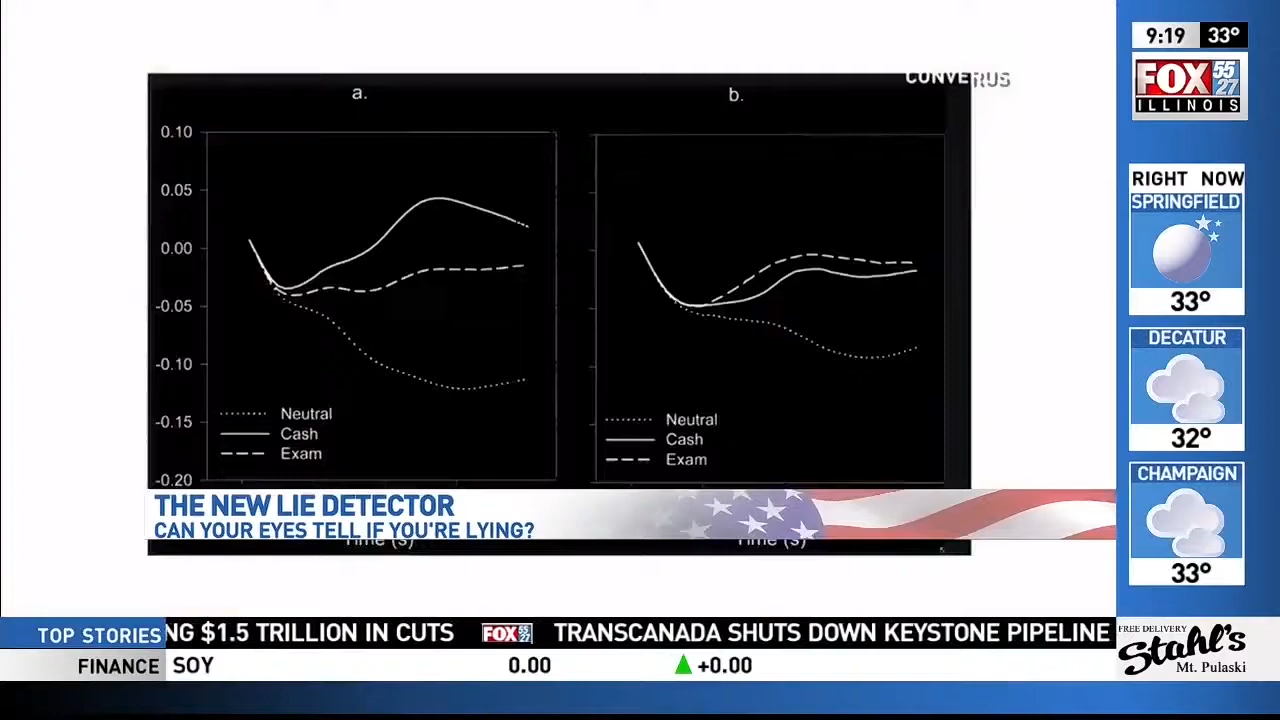 9:19 33°
FOX 55 27
ILLINOIS
CONVERUS
a.
b.
0.10
0.05
0.00
-0.05
-0.10
-0.15
-0.20
Neutral
Cash
Exam
Neutral
Cash
Exam
Time (s)
Time (s)
THE NEW LIE DETECTOR
CAN YOUR EYES TELL IF YOU'RE LYING?
RIGHT NOW
SPRINGFIELD
33°
DECATUR
32°
CHAMPAIGN
33°
TOP STORIES NG $1.5 TRILLION IN CUTS FOX 55 27 TRANSCANADA SHUTS DOWN KEYSTONE PIPELINE
FINANCE SOY 0.00 +0.00
FREE DELIVERY
Stahl's
Mt. Pulaski